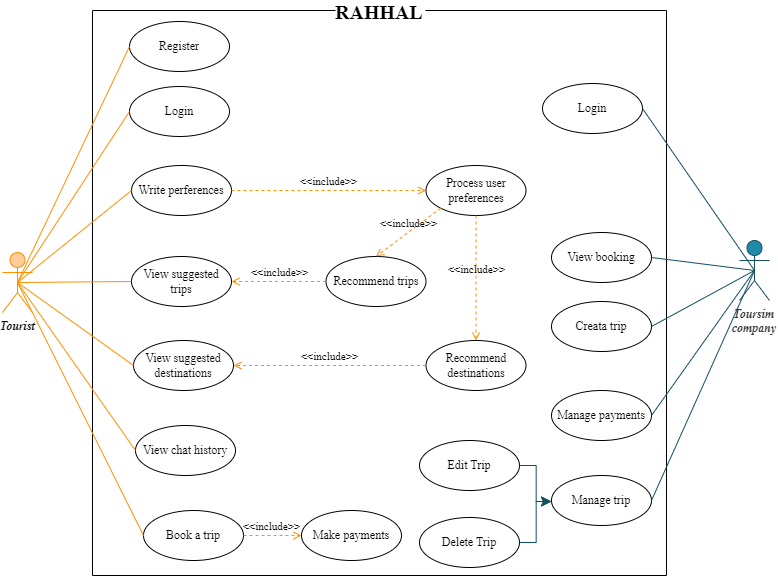 RAHHAL
Register
Login
Login
Write perferences
<<include>>
Process user
preferences
<<include>>
View suggested
trips
<<include>>
Recommend trips
<<include>>
View booking
Tourist
Toursim
company
Creata trip
View suggested
destinations
<<include>>
Recommend
destinations
Manage payments
View chat history
Edit Trip
Manage trip
Book a trip
<<include>>
Make payments
Delete Trip